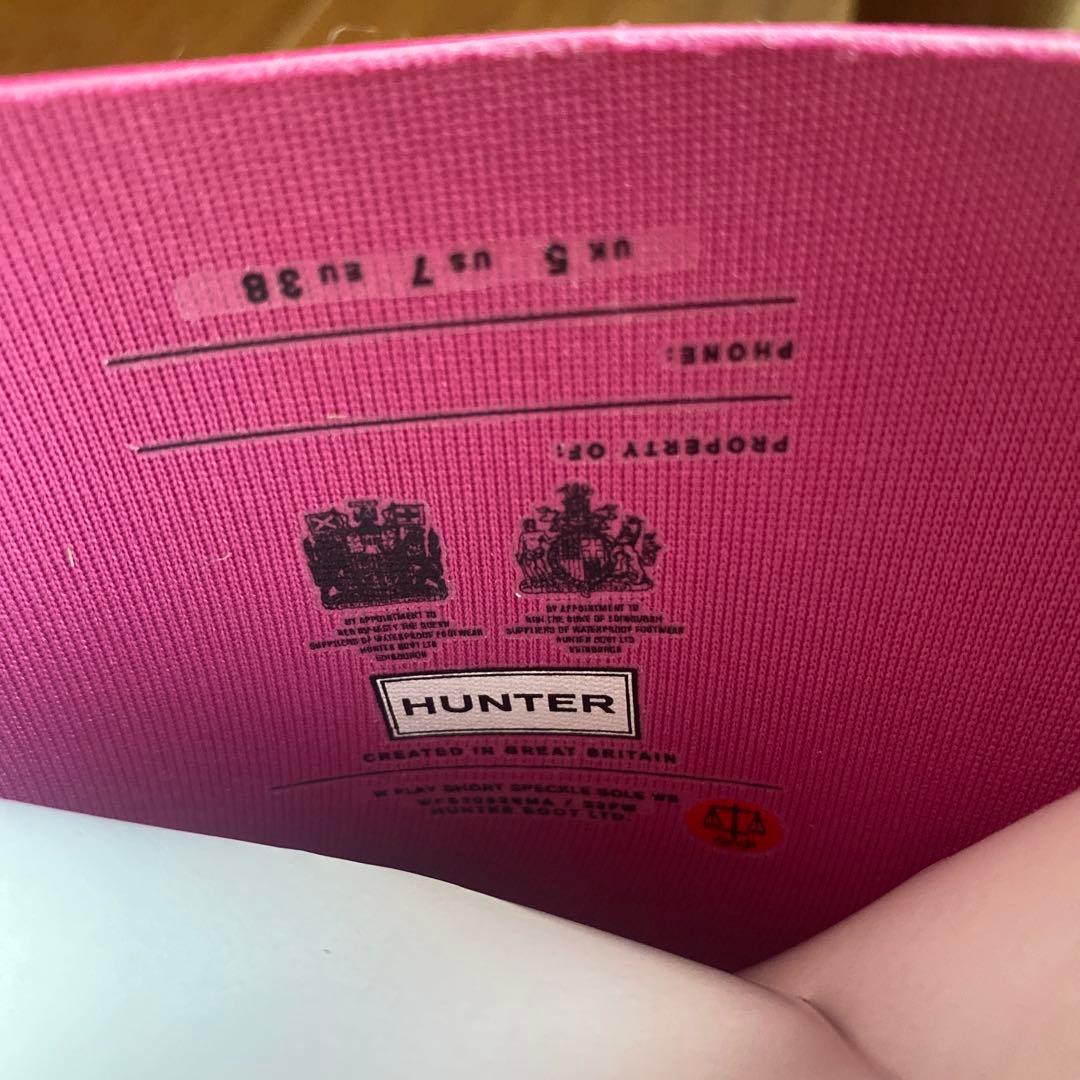 UK 5 US 7 EU 38
PHONE:
PROPERTY OF:
BY APPOINTMENT TO
HER MAJESTY THE QUEEN
SUPPLIERS OF WATERPROOF FOOTWEAR
HUNTER BOOT LTD
EDINBURGH
BY APPOINTMENT TO
HRH THE DUKE OF EDINBURGH
SUPPLIERS OF WATERPROOF FOOTWEAR
HUNTER BOOT LTD
EDINBURGH
HUNTER
CREATED IN GREAT BRITAIN
W PLAY SHORT SPECKLE SOLE WB
HUNTER BOOT LTD.